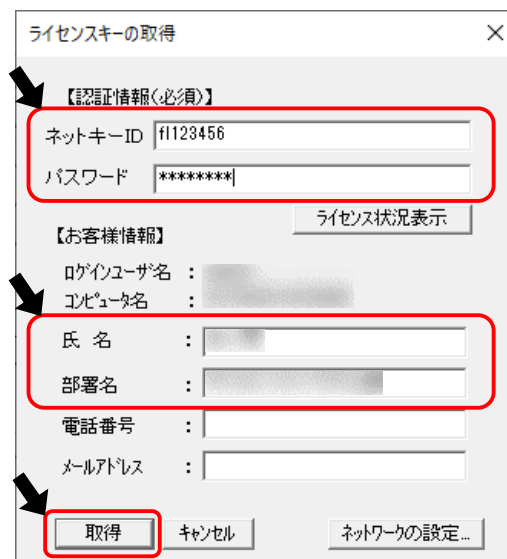 ライセンスキーの取得
【認証情報(必須)】
ネットキーID fl123456
パスワード ********
ライセンス状況表示
【お客様情報】
ログインユーザ名 :
コンピュータ名 :
氏 名 :
部署名 :
電話番号 :
メールアドレス :
取得 キャンセル ネットワークの設定...